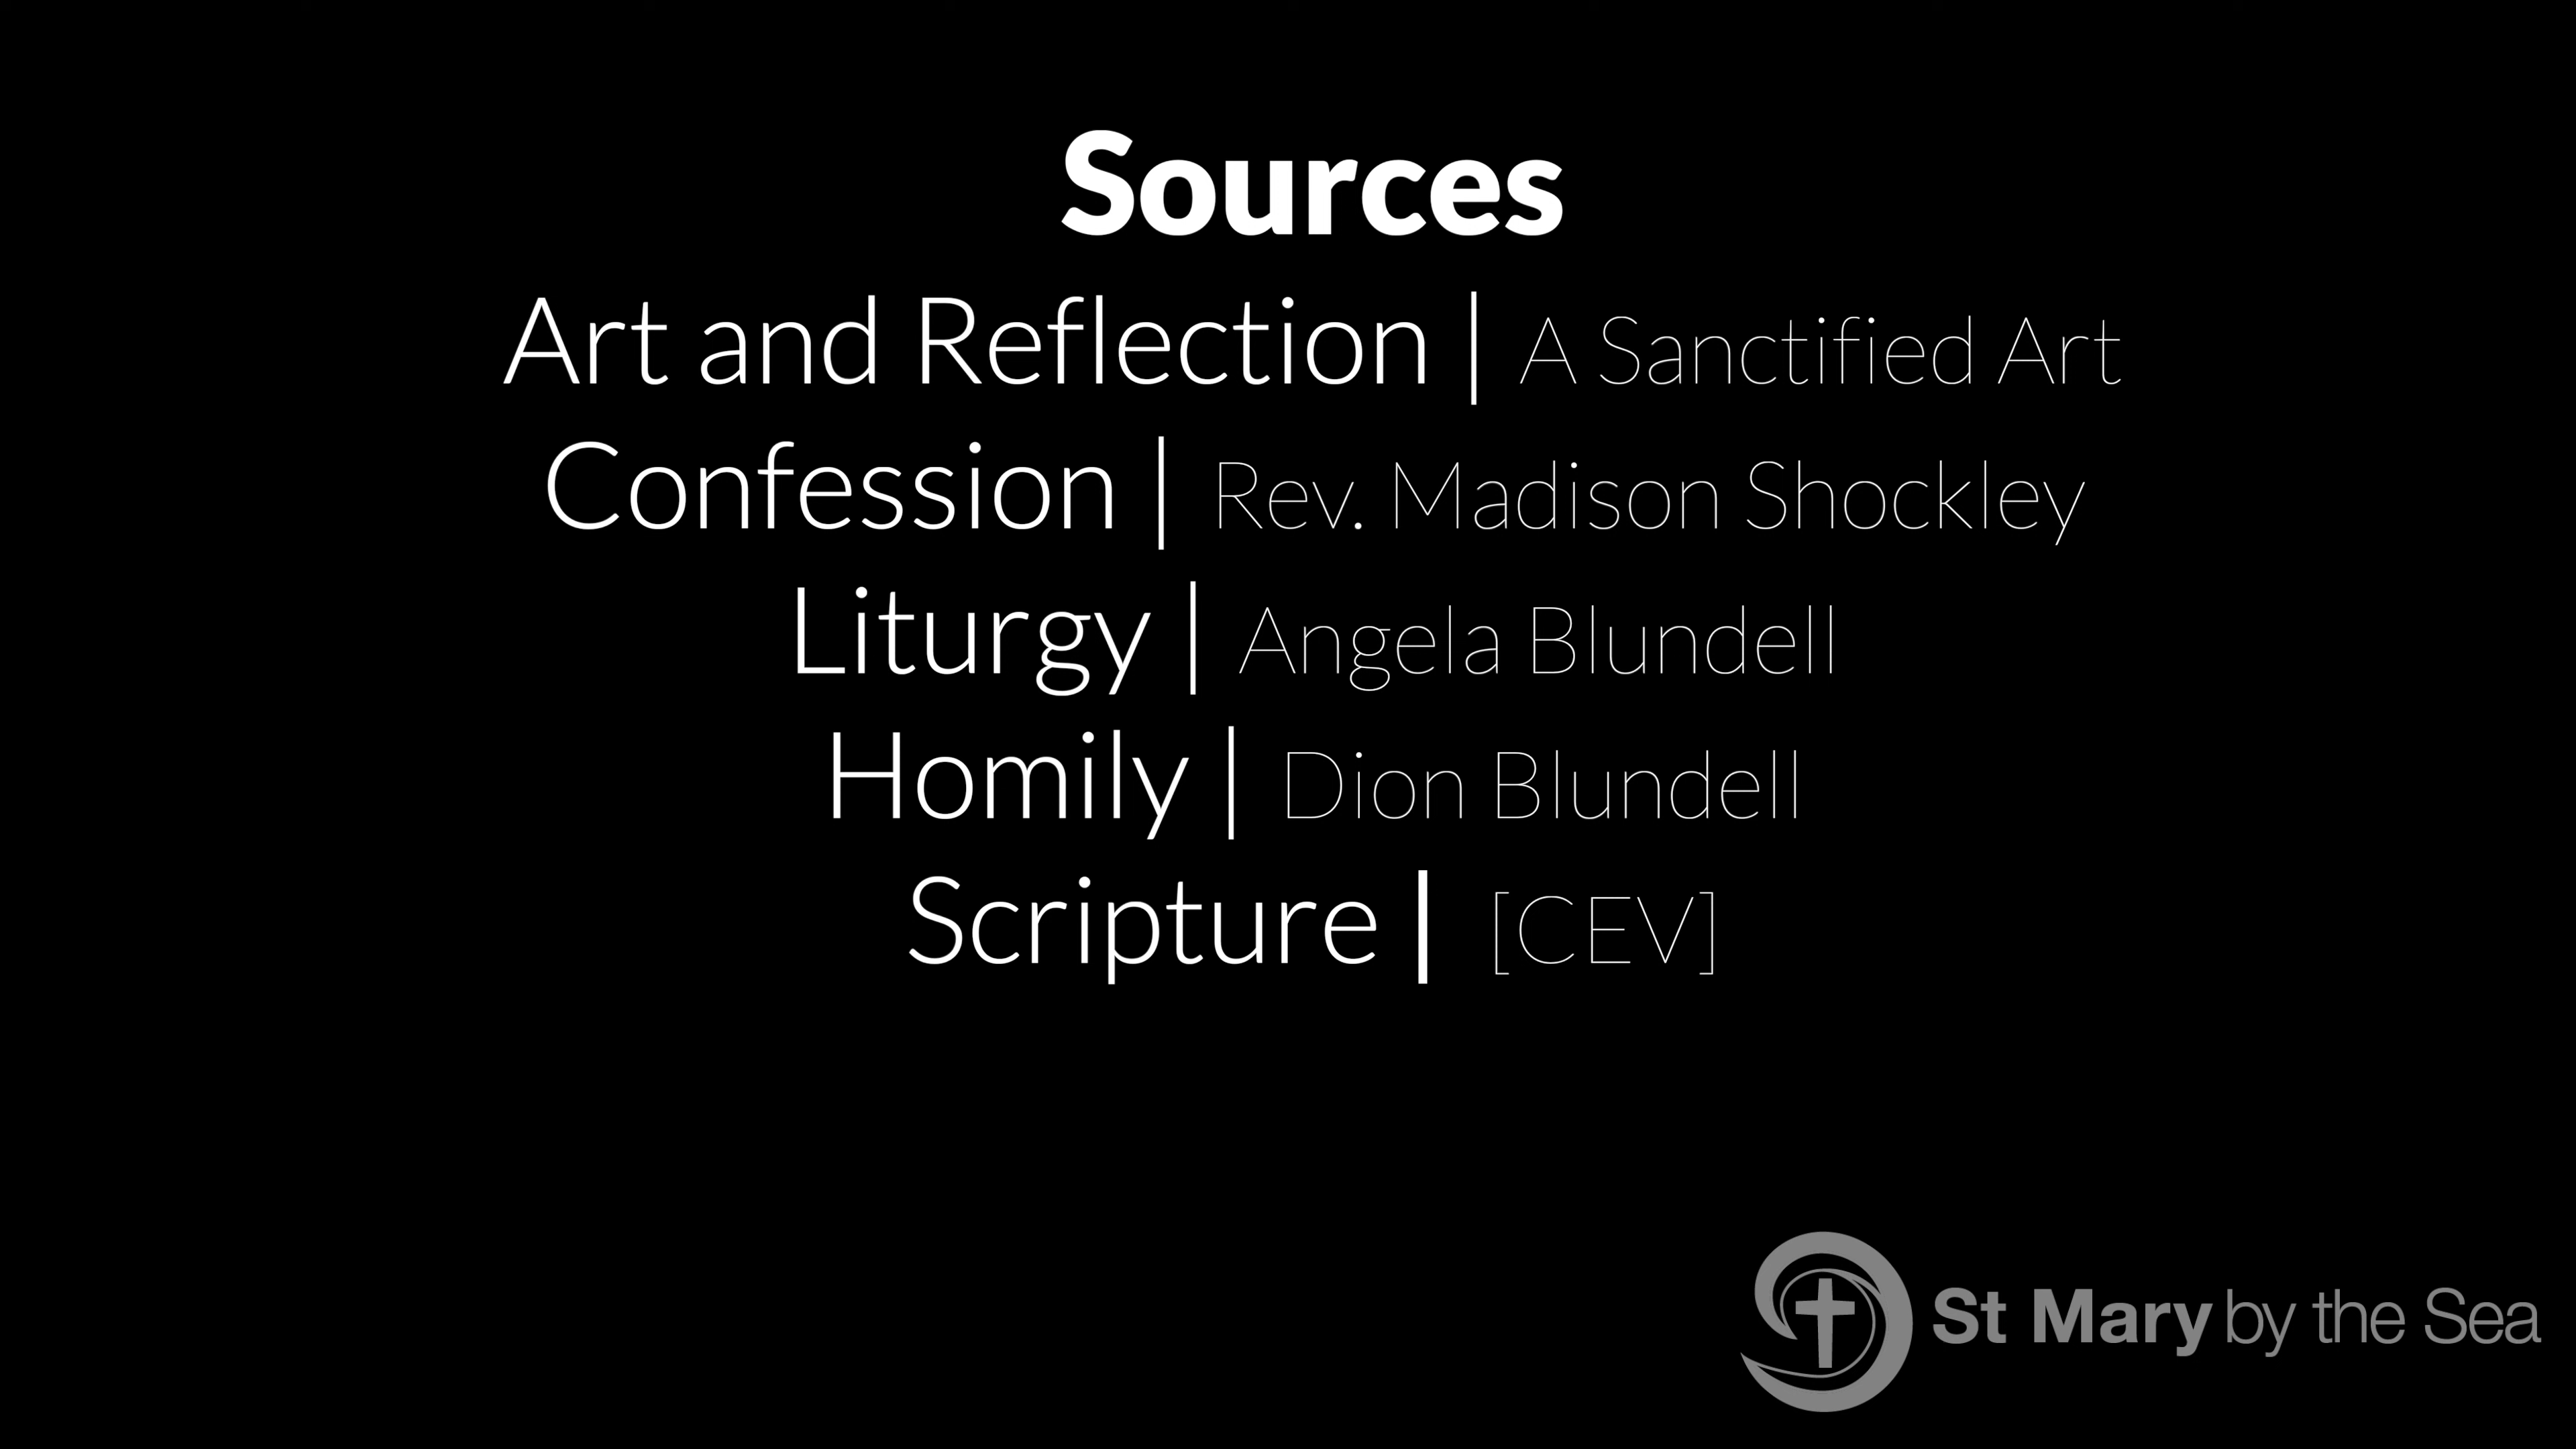 Sources
Art and Reflection | A Sanctified Art
Confession | Rev. Madison Shockley
Liturgy | Angela Blundell
Homily | Dion Blundell
Scripture | [CEV]
St Mary by the Sea